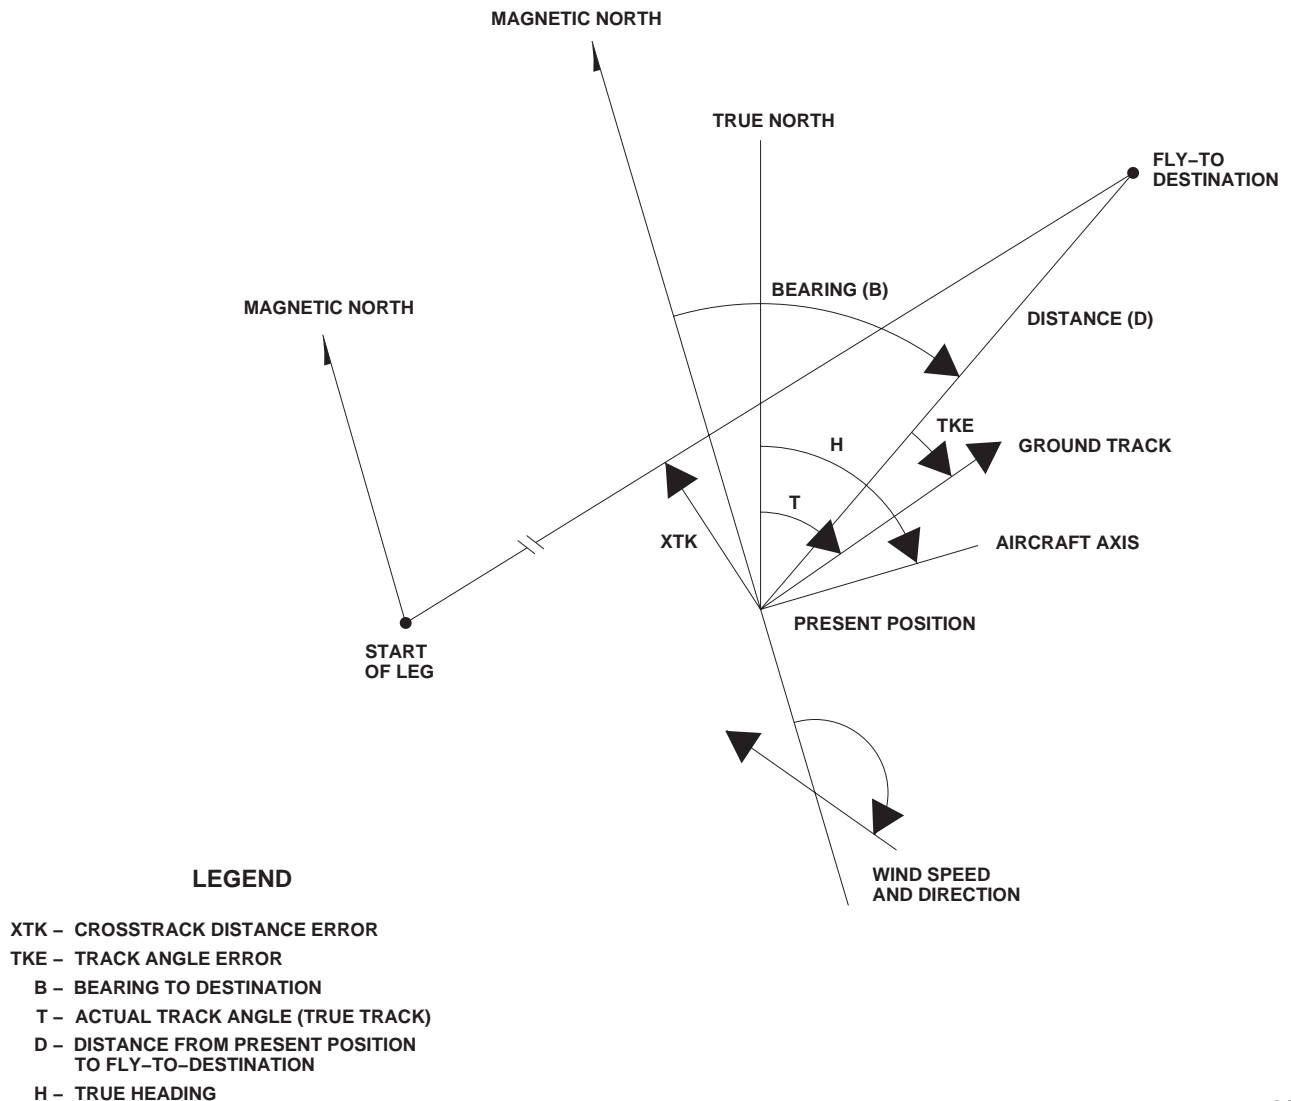 MAGNETIC NORTH
TRUE NORTH
FLY–TO
DESTINATION
BEARING (B)
MAGNETIC NORTH
DISTANCE (D)
TKE
H
GROUND TRACK
T
XTK
AIRCRAFT AXIS
PRESENT POSITION
START
OF LEG
WIND SPEED
AND DIRECTION
LEGEND
XTK – CROSSTRACK DISTANCE ERROR
TKE – TRACK ANGLE ERROR
B – BEARING TO DESTINATION
T – ACTUAL TRACK ANGLE (TRUE TRACK)
D – DISTANCE FROM PRESENT POSITION
TO FLY–TO–DESTINATION
H – TRUE HEADING